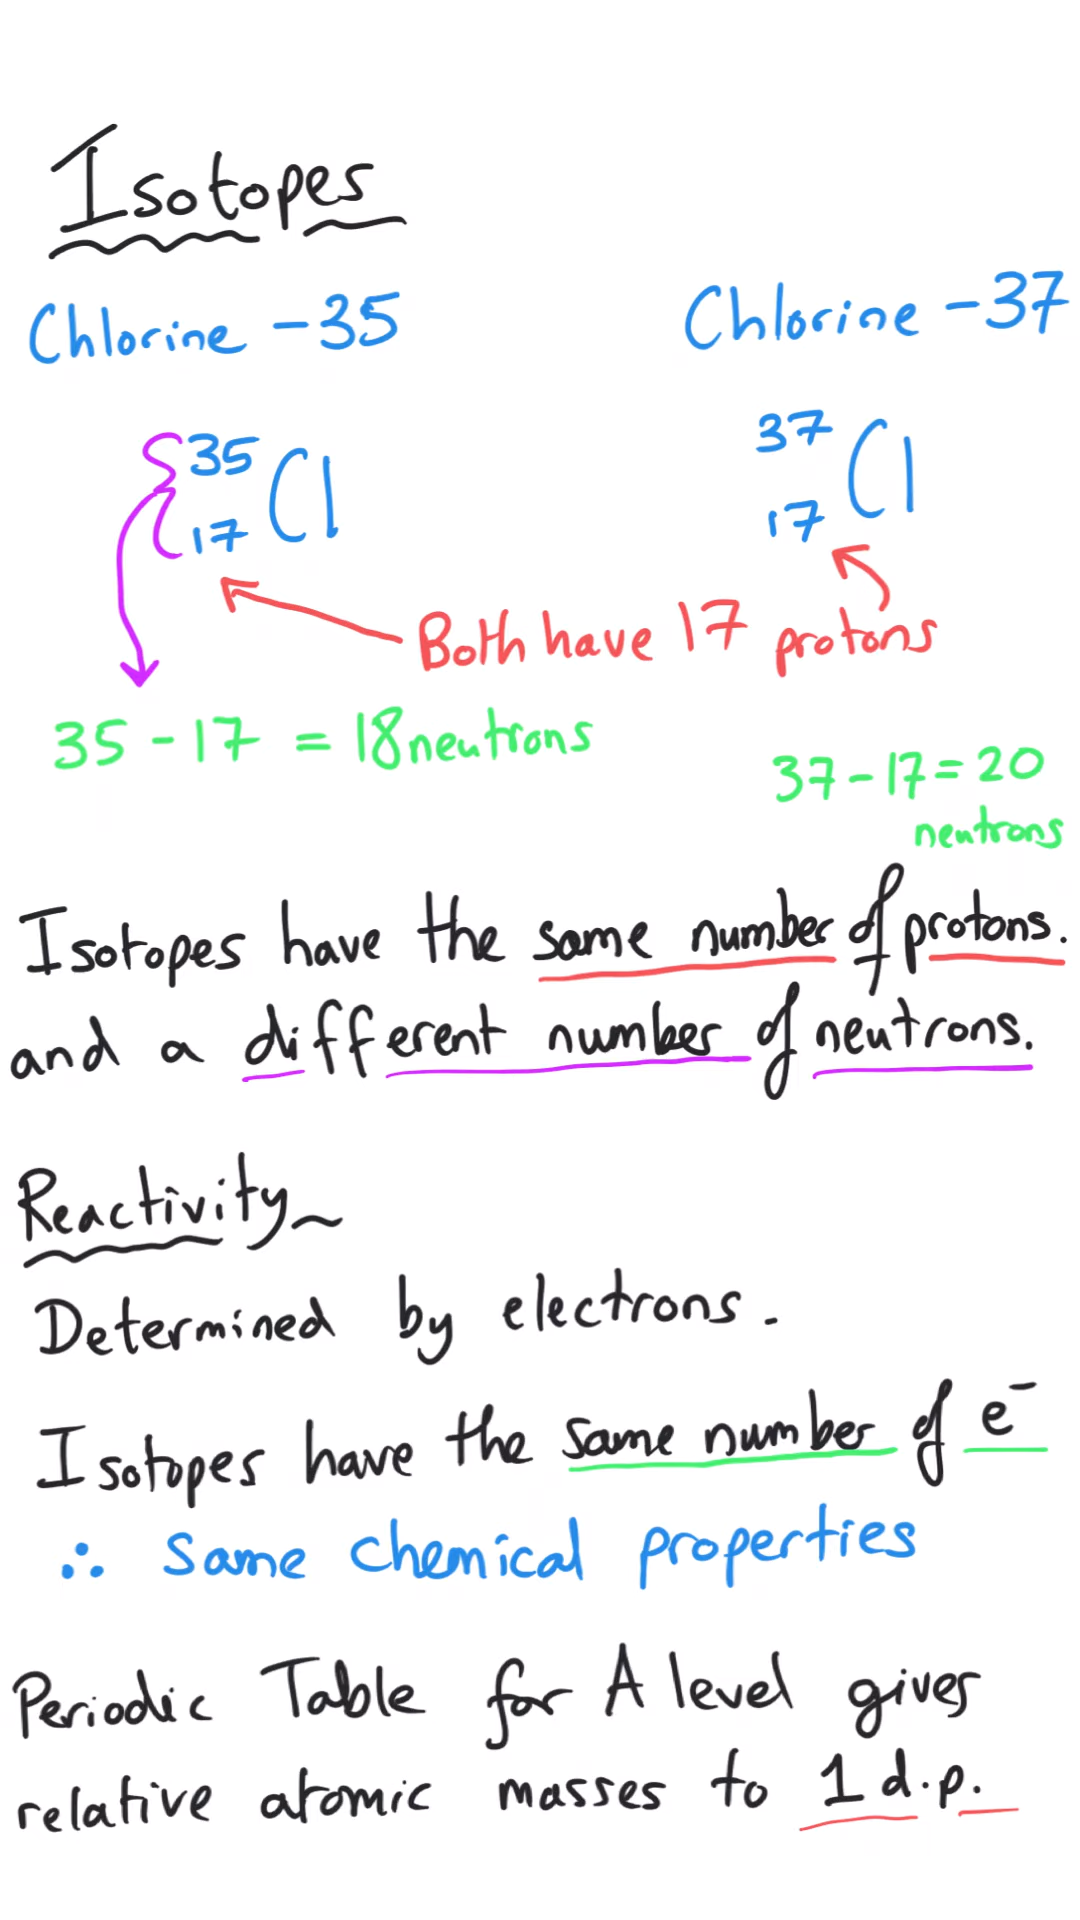 Isotopes
Chlorine -35
Chlorine -37
35
17 Cl
37
17 Cl
Both have 17 protons
35 - 17 = 18 neutrons
37 - 17 = 20
neutrons
Isotopes have the same number of protons.
and a different number of neutrons.
Reactivity
Determined by electrons.
Isotopes have the same number of e⁻
∴ same chemical properties
Periodic Table for A level gives
relative atomic masses to 1 d.p.